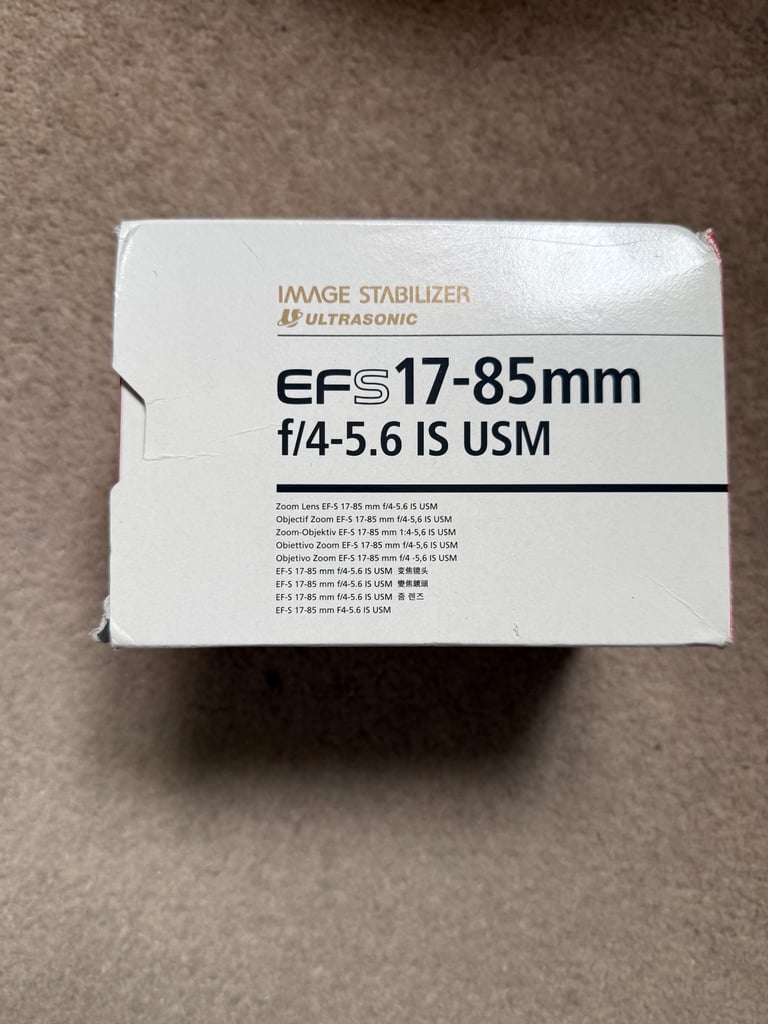 IMAGE STABILIZER
ULTRASONIC
EFS17-85mm
f/4-5.6 IS USM
Zoom Lens EF-S 17-85 mm f/4-5.6 IS USM
Objectif Zoom EF-S 17-85 mm f/4-5,6 IS USM
Zoom-Objektiv EF-S 17-85 mm 1:4-5,6 IS USM
Obiettivo Zoom EF-S 17-85 mm f/4-5,6 IS USM
Objetivo Zoom EF-S 17-85 mm f/4 -5,6 IS USM
EF-S 17-85 mm f/4-5.6 IS USM 变焦镜头
EF-S 17-85 mm f/4-5.6 IS USM 變焦鏡頭
EF-S 17-85 mm f/4-5.6 IS USM 줌 렌즈
EF-S 17-85 mm F4-5.6 IS USM